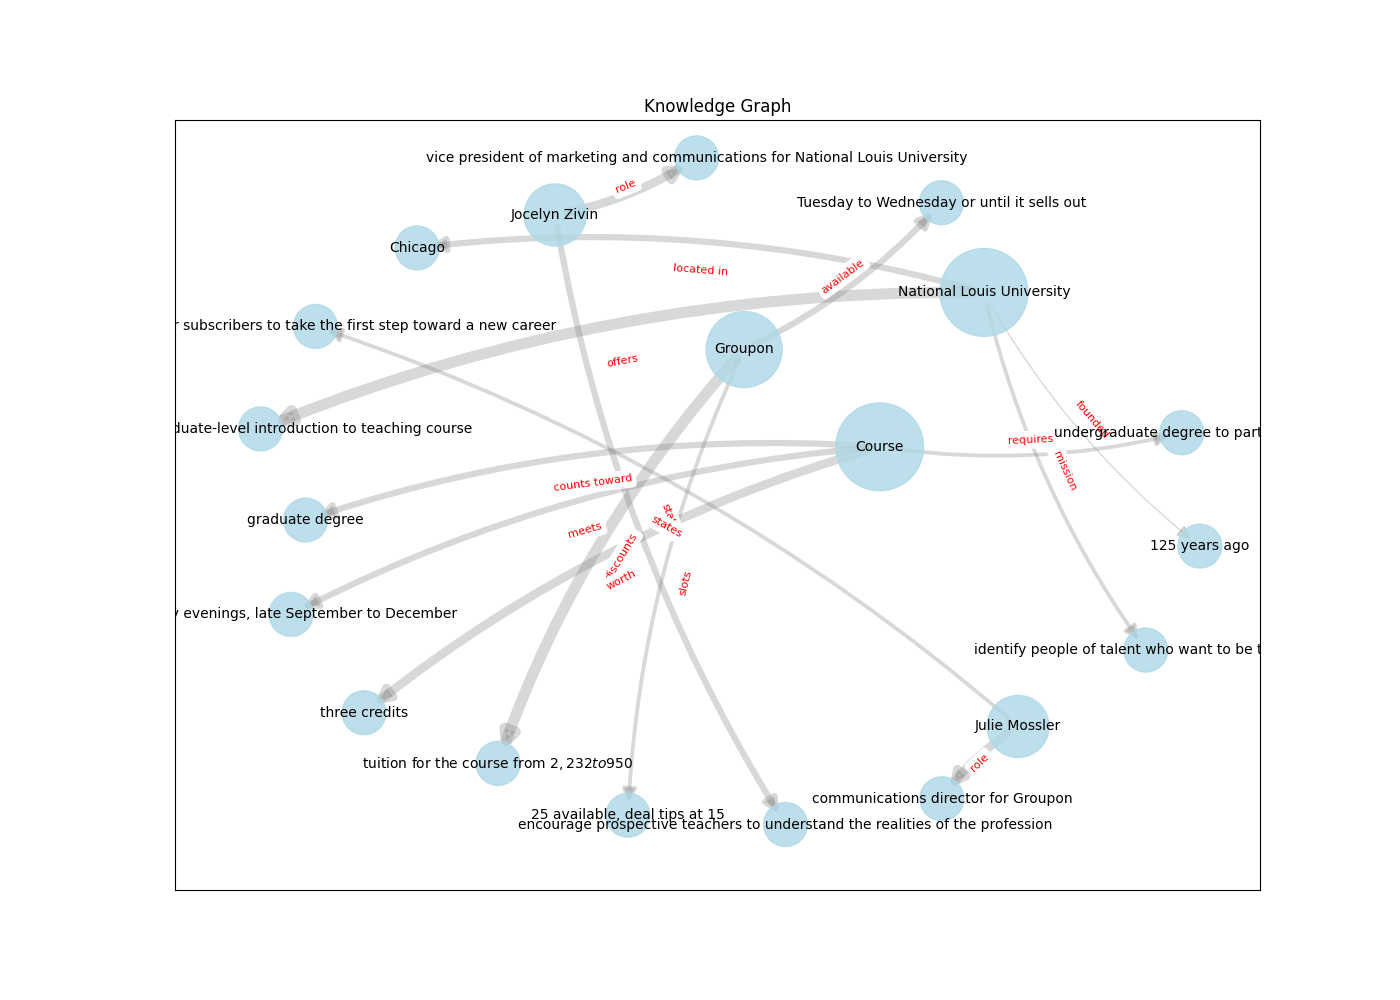 Knowledge Graph
vice president of marketing and communications for National Louis University
role
Tuesday to Wednesday or until it sells out
Jocelyn Zivin
Chicago
located in
available
National Louis University
subscribers to take the first step toward a new career
Groupon
offers
founded
duate-level introduction to teaching course
requires
undergraduate degree to part
Course
mission
counts toward
graduate degree
states
meets
125 years ago
discounts
worth
slots
evenings, late September to December
identify people of talent who want to be t
three credits
Julie Mossler
tuition for the course from 2,232to950
role
communications director for Groupon
25 available, deal tips at 15
encourage prospective teachers to understand the realities of the profession